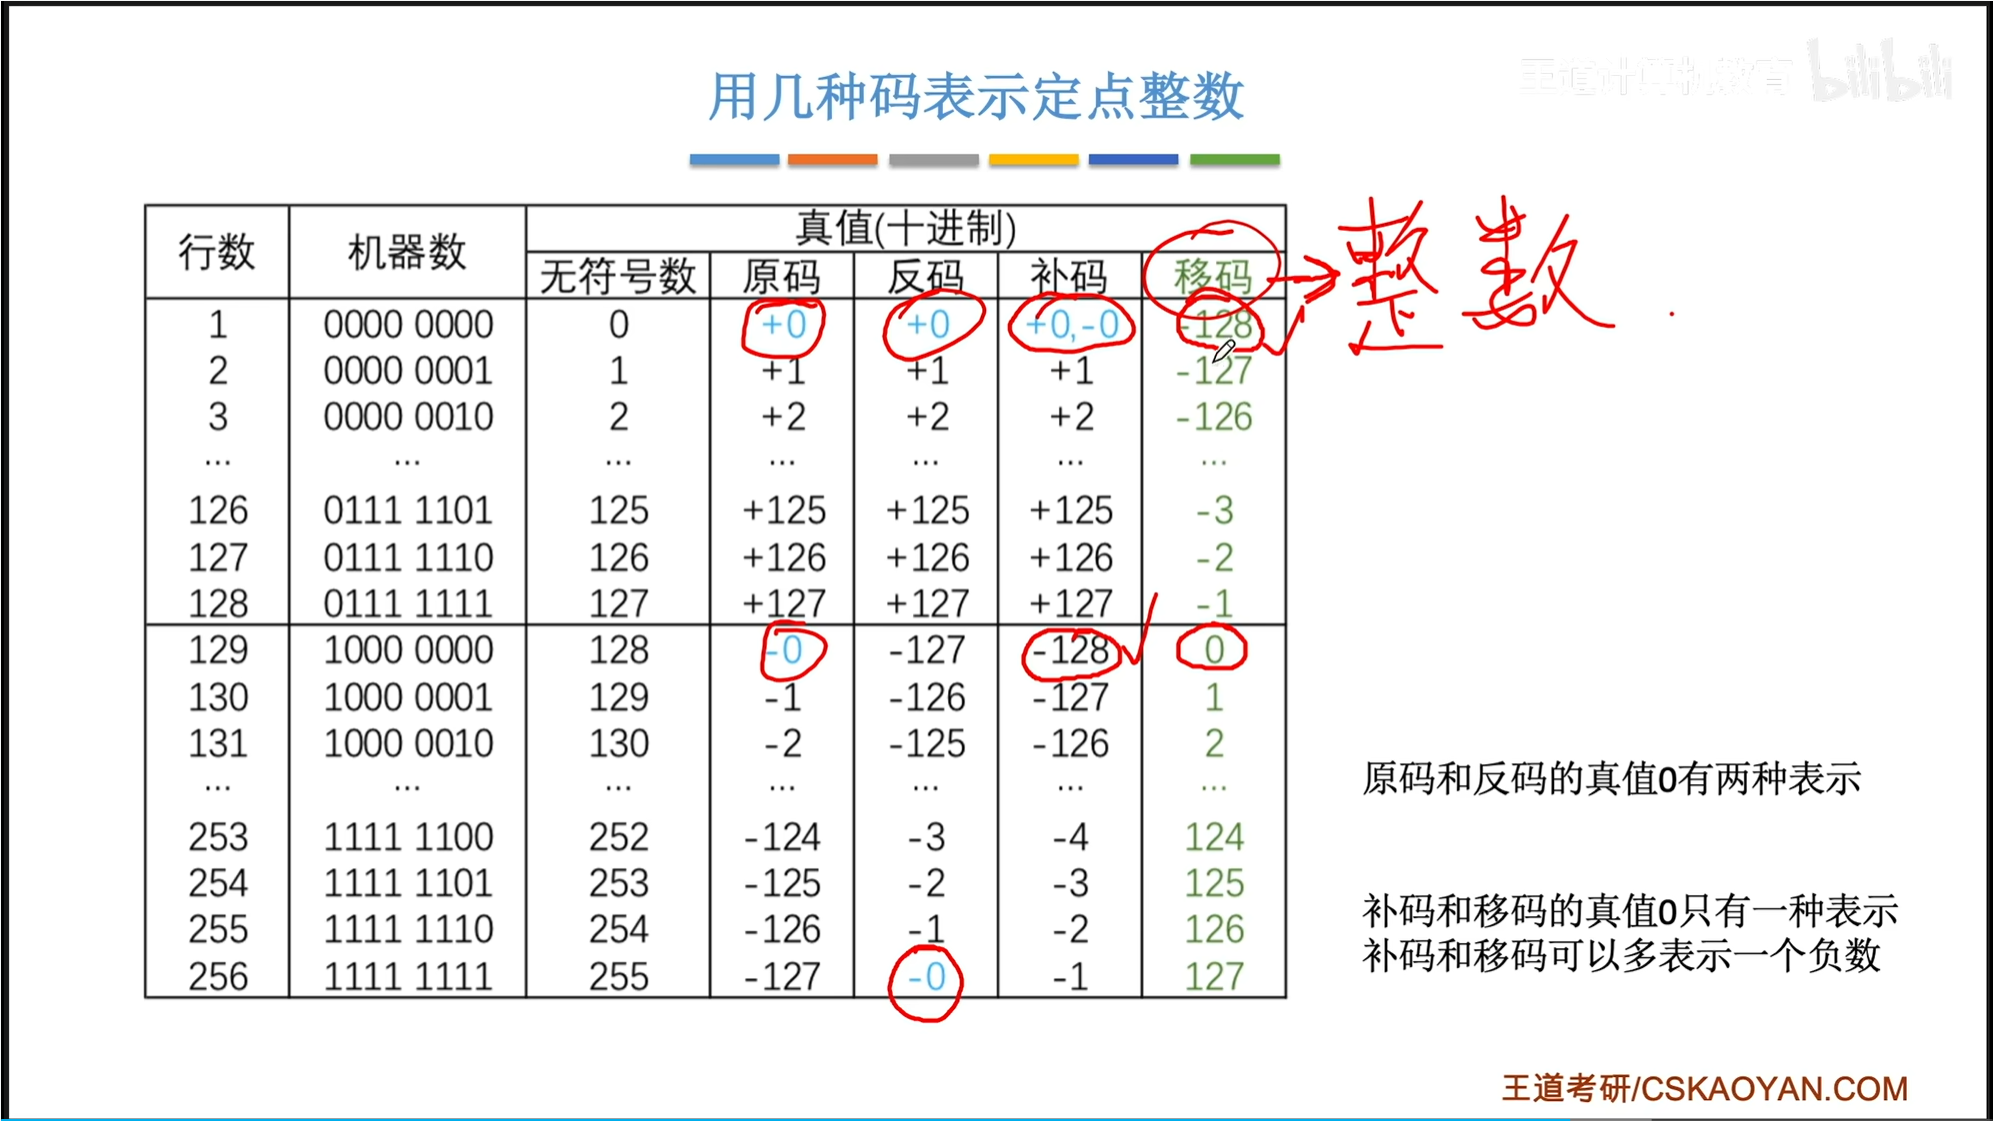 用几种码表示定点整数
王道计算机教育 bilibili
行数 机器数 真值(十进制)
无符号数 原码 反码 补码 移码
整数
1 0000 0000 0 +0 +0 +0,-0 -128
2 0000 0001 1 +1 +1 +1 -127
3 0000 0010 2 +2 +2 +2 -126
... ... ... ... ... ... ...
126 0111 1101 125 +125 +125 +125 -3
127 0111 1110 126 +126 +126 +126 -2
128 0111 1111 127 +127 +127 +127 -1
129 1000 0000 128 -0 -127 -128 0
130 1000 0001 129 -1 -126 -127 1
131 1000 0010 130 -2 -125 -126 2
... ... ... ... ... ... ...
253 1111 1100 252 -124 -3 -4 124
254 1111 1101 253 -125 -2 -3 125
255 1111 1110 254 -126 -1 -2 126
256 1111 1111 255 -127 -0 -1 127
原码和反码的真值0有两种表示
补码和移码的真值0只有一种表示
补码和移码可以多表示一个负数
王道考研/CSKAOYAN.COM